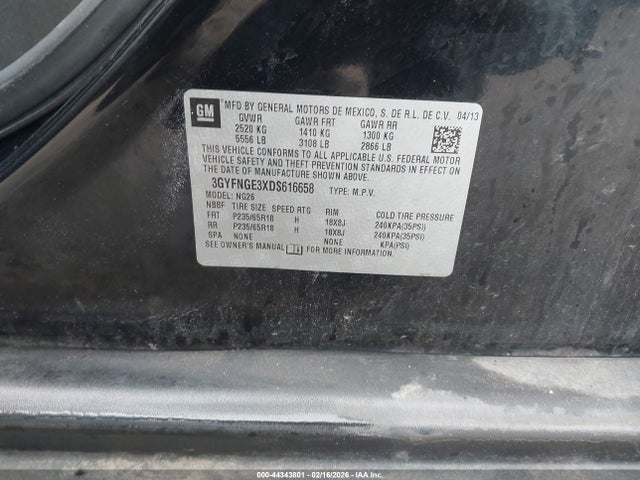 GM
MFG BY GENERAL MOTORS DE MEXICO, S. DE R.L. DE C.V. 04/13
GVWR GAWR FRT GAWR RR
2520 KG 1410 KG 1300 KG
5556 LB 3108 LB 2866 LB
THIS VEHICLE CONFORMS TO ALL APPLICABLE U.S. FEDERAL MOTOR
VEHICLE SAFETY AND THEFT PREVENTION STANDARDS IN EFFECT ON
THE DATE OF MANUFACTURE SHOWN ABOVE.
3GYFNGE3XDS616658 TYPE: M.P.V.
MODEL: NG26
NBBF TIRE SIZE SPEED RTG RIM COLD TIRE PRESSURE
FRT P235/65R18 H 18X8J 240KPA(35PSI)
RR P235/65R18 H 18X8J 240KPA(35PSI)
SPA NONE NONE KPA(PSI)
SEE OWNER'S MANUAL FOR MORE INFORMATION.
000-44343801 - 02/16/2026 - IAAI.COM